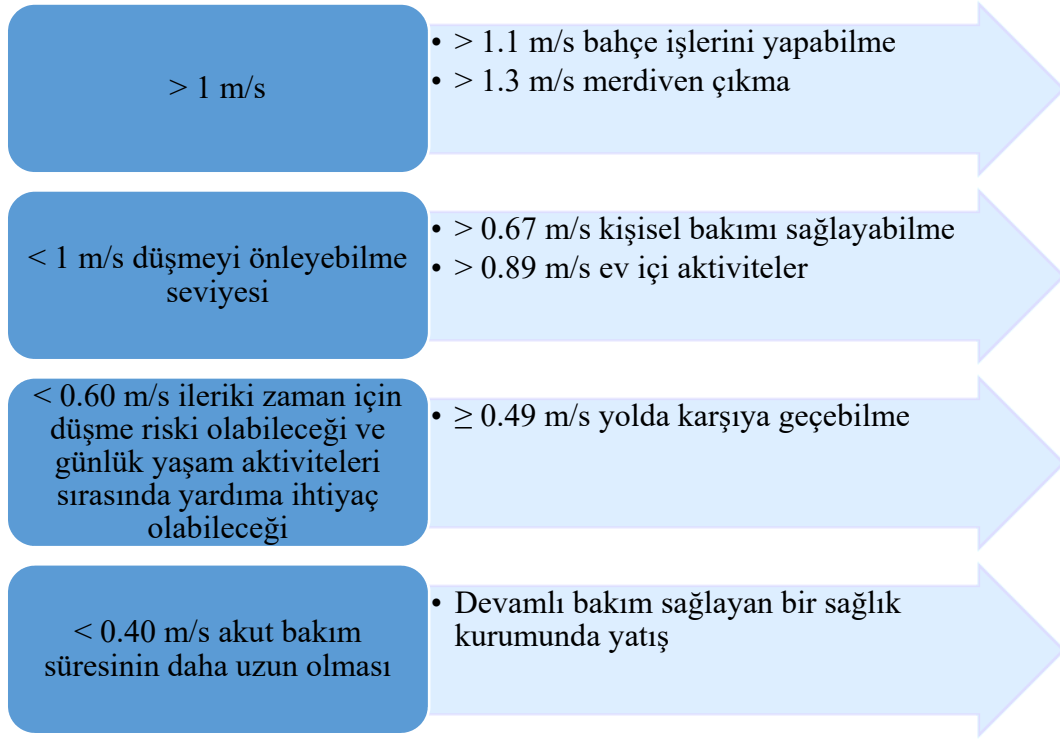 > 1 m/s
• > 1.1 m/s bahçe işlerini yapabilme
• > 1.3 m/s merdiven çıkma
< 1 m/s düşmeyi önleyebilme
seviyesi
• > 0.67 m/s kişisel bakımı sağlayabilme
• > 0.89 m/s ev içi aktiviteler
< 0.60 m/s ileriki zaman için
düşme riski olabileceği ve
günlük yaşam aktiviteleri
sırasında yardıma ihtiyaç
olabileceği
• ≥ 0.49 m/s yolda karşıya geçebilme
< 0.40 m/s akut bakım
süresinin daha uzun olması
• Devamlı bakım sağlayan bir sağlık
kurumunda yatış